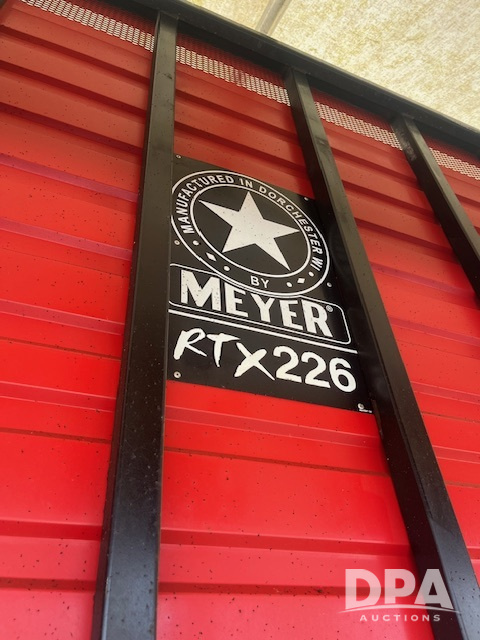 MANUFACTURED IN DORCHESTER WI
BY
MEYER®
RTX226
DPA
AUCTIONS